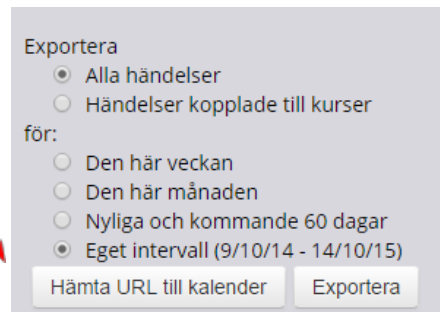 Exportera
Alla händelser
Händelser kopplade till kurser
för:
Den här veckan
Den här månaden
Nyliga och kommande 60 dagar
Eget intervall (9/10/14 - 14/10/15)
Hämta URL till kalender Exportera